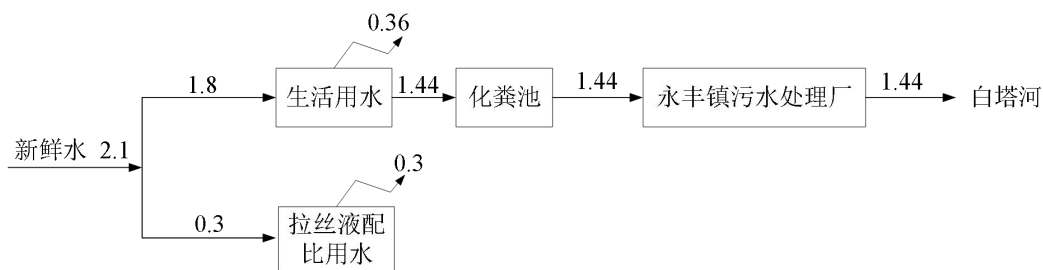 0.36
1.8
生活用水
1.44
化粪池
1.44
永丰镇污水处理厂
1.44
白塔河
新鲜水 2.1
0.3
0.3
拉丝液配
比用水